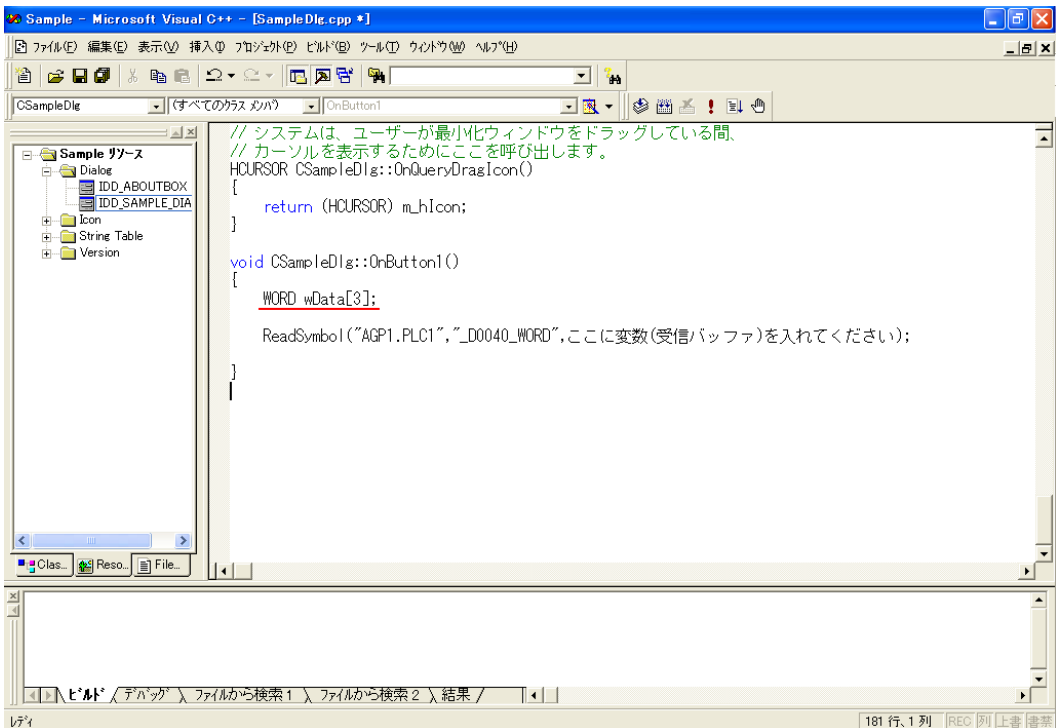 Sample - Microsoft Visual C++ - [SampleDlg.cpp *]
ファイル(F) 編集(E) 表示(V) 挿入(I) プロジェクト(P) ビルド(B) ツール(T) ウィンドウ(W) ヘルプ(H)
CSampleDlg (すべてのクラス メンバ) OnButton1
Sample リソース
Dialog
IDD_ABOUTBOX
IDD_SAMPLE_DIA
Icon
String Table
Version
Clas... Reso... File...
// システムは、ユーザーが最小化ウィンドウをドラッグしている間、
// カーソルを表示するためにここを呼び出します。
HCURSOR CSampleDlg::OnQueryDragIcon()
{
return (HCURSOR) m_hIcon;
}
void CSampleDlg::OnButton1()
{
WORD wData[3];
ReadSymbol("AGP1.PLC1","_D0040_WORD",ここに変数(受信バッファ)を入れてください);
}
ビルド デバッグ ファイルから検索1 ファイルから検索2 結果
レディ 181 行、1 列 REC 列 上書 書禁